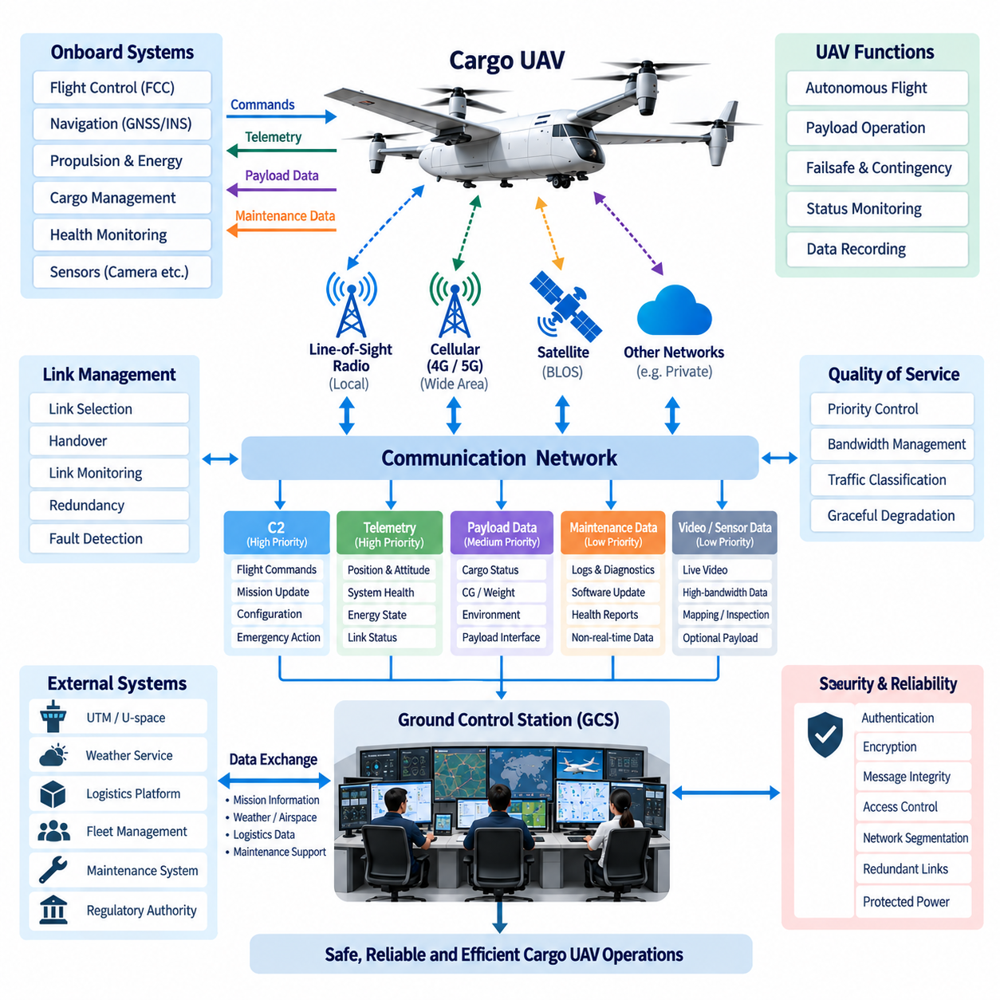 Cargo UAV
Onboard Systems
Flight Control (FCC)
Navigation (GNSS/INS)
Propulsion & Energy
Cargo Management
Health Monitoring
Sensors (Camera etc.)
Commands
Telemetry
Payload Data
Maintenance Data
UAV Functions
Autonomous Flight
Payload Operation
Failsafe & Contingency
Status Monitoring
Data Recording
Line-of-Sight
Radio
(Local)
Cellular
(4G / 5G)
(Wide Area)
Satellite
(BLOS)
Other Networks
(e.g. Private)
Link Management
Link Selection
Handover
Link Monitoring
Redundancy
Fault Detection
Communication Network
Quality of Service
Priority Control
Bandwidth Management
Traffic Classification
Graceful Degradation
C2
(High Priority)
Flight Commands
Mission Update
Configuration
Emergency Action
Telemetry
(High Priority)
Position & Attitude
System Health
Energy State
Link Status
Payload Data
(Medium Priority)
Cargo Status
CG / Weight
Environment
Payload Interface
Maintenance Data
(Low Priority)
Logs & Diagnostics
Software Update
Health Reports
Non-real-time Data
Video / Sensor Data
(Low Priority)
Live Video
High-bandwidth Data
Mapping / Inspection
Optional Payload
External Systems
UTM / U-space
Weather Service
Logistics Platform
Fleet Management
Maintenance System
Regulatory Authority
Data Exchange
• Mission Information
• Weather / Airspace
• Logistics Data
• Maintenance Support
Ground Control Station (GCS)
Security & Reliability
Authentication
Encryption
Message Integrity
Access Control
Network Segmentation
Redundant Links
Protected Power
Safe, Reliable and Efficient Cargo UAV Operations